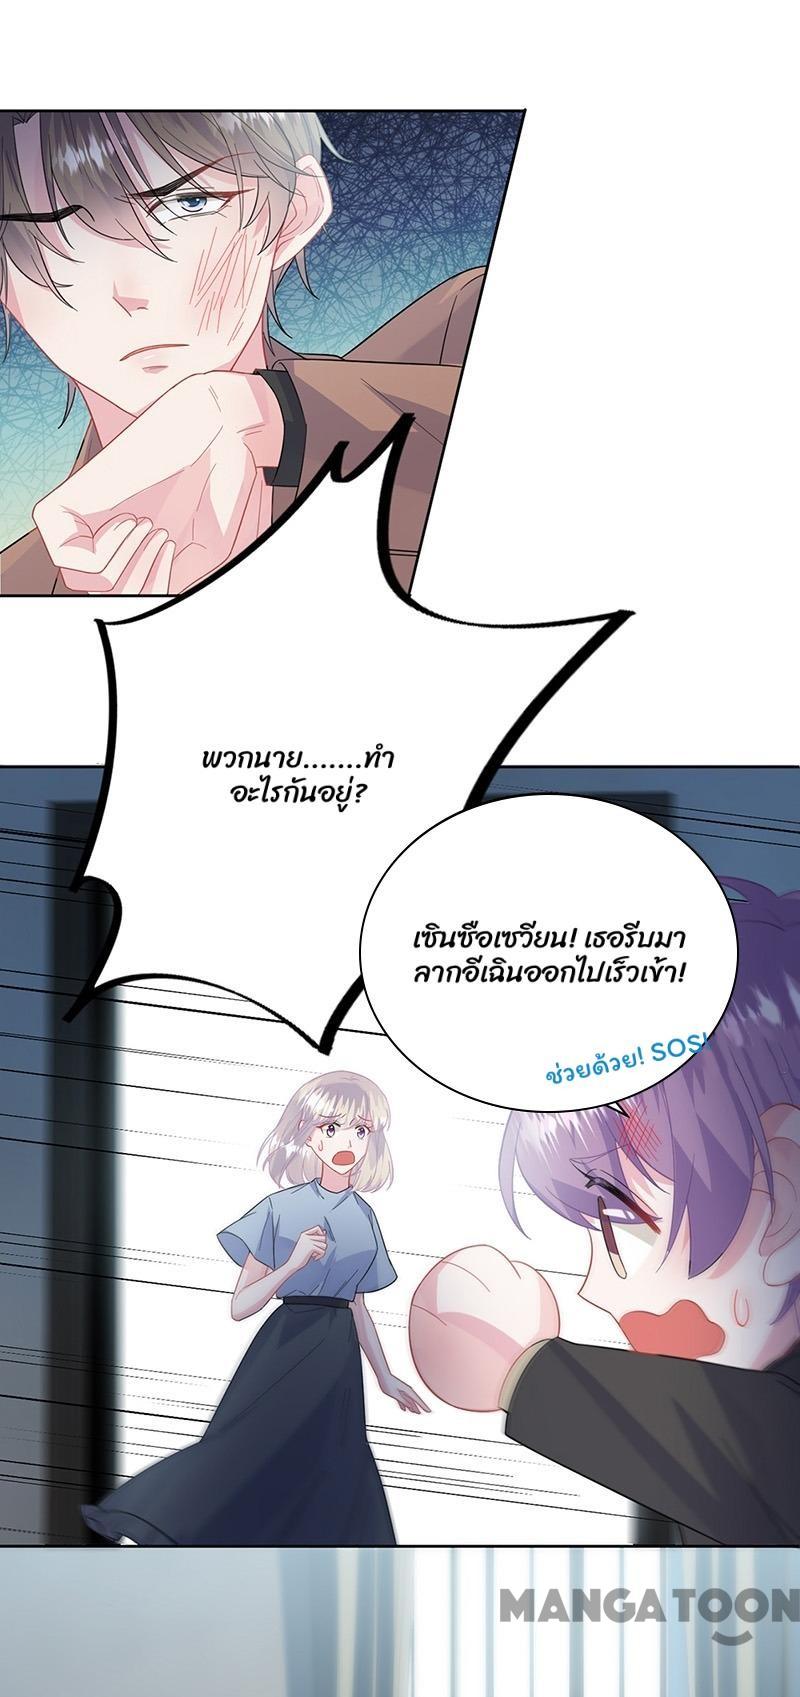 พวกนาย.......ทำ
อะไรกันอยู่?
เซินซือเซวียน! เธอรีบมา
ลากอีเฉินออกไปเร็วเข้า!
ช่วยด้วย! SOS!
MANGATOON